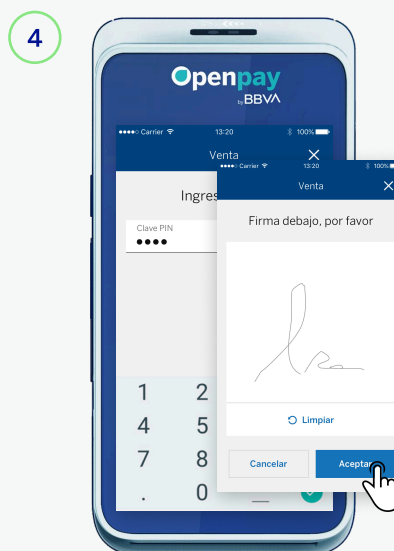 4
Openpay
by BBVA
Carrier 13:20 100%
Venta
Ingres
Clave PIN
1 2
4 5
7 8
. 0
Carrier 13:20 100%
Venta
Firma debajo, por favor
Limpiar
Cancelar Aceptar